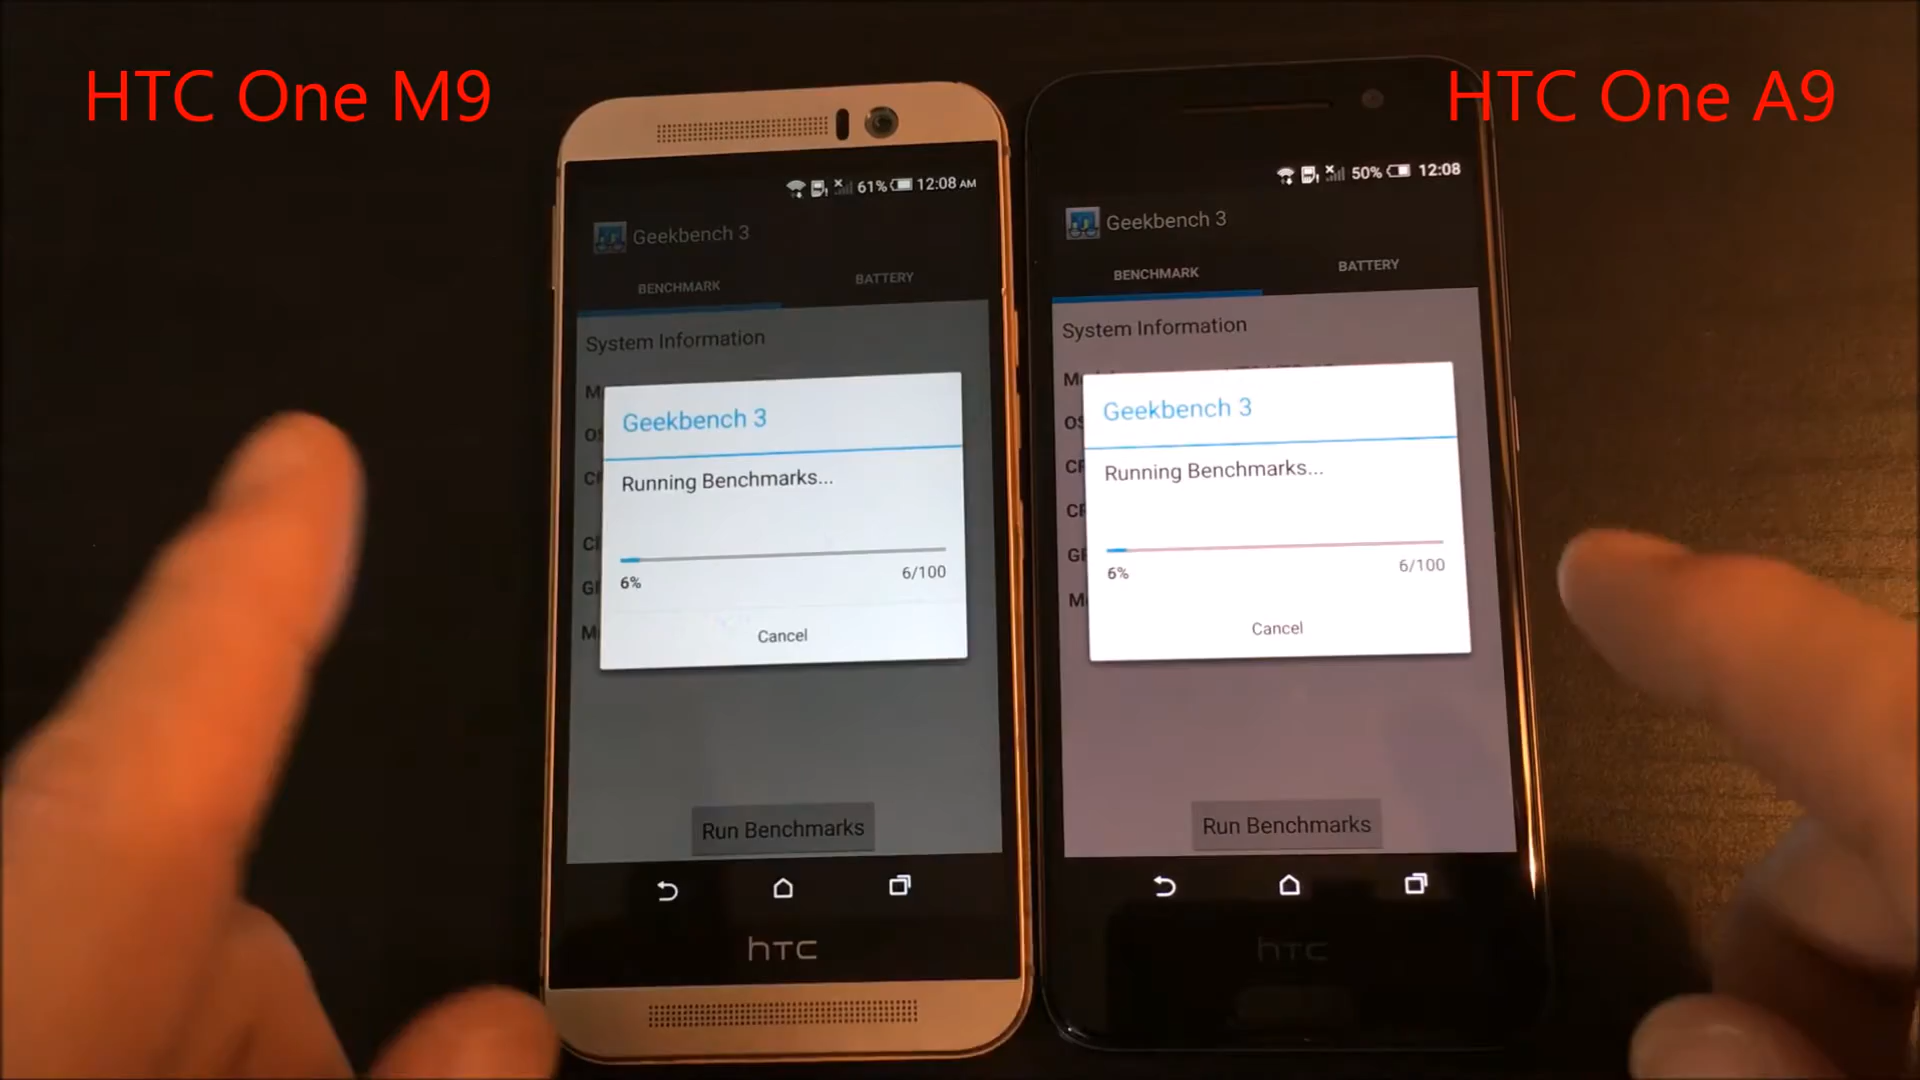 HTC One M9
HTC One A9
61% 12:08 AM
Geekbench 3
BENCHMARK
BATTERY
System Information
Geekbench 3
Running Benchmarks...
6%
6/100
Cancel
Run Benchmarks
hTC
50% 12:08
Geekbench 3
BENCHMARK
BATTERY
System Information
Geekbench 3
Running Benchmarks...
6%
6/100
Cancel
Run Benchmarks
hTC